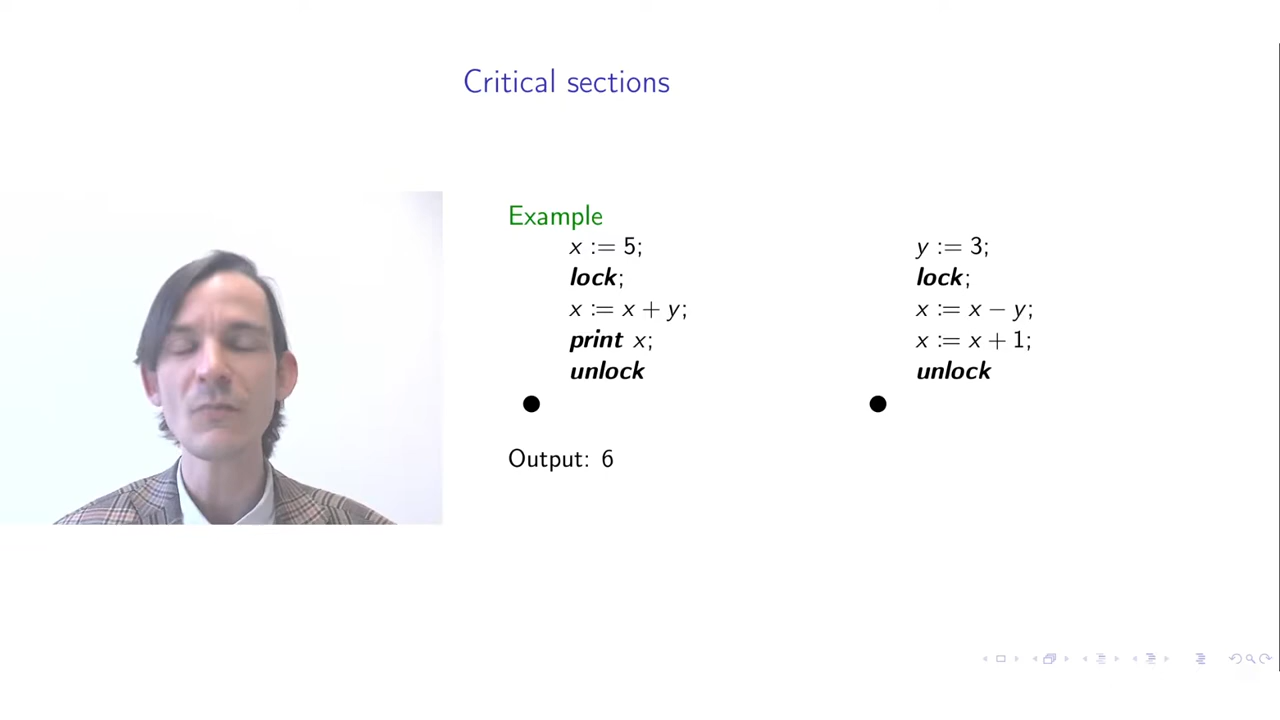 Critical sections
Example
x := 5;
lock;
x := x + y;
print x;
unlock
y := 3;
lock;
x := x − y;
x := x + 1;
unlock
Output: 6